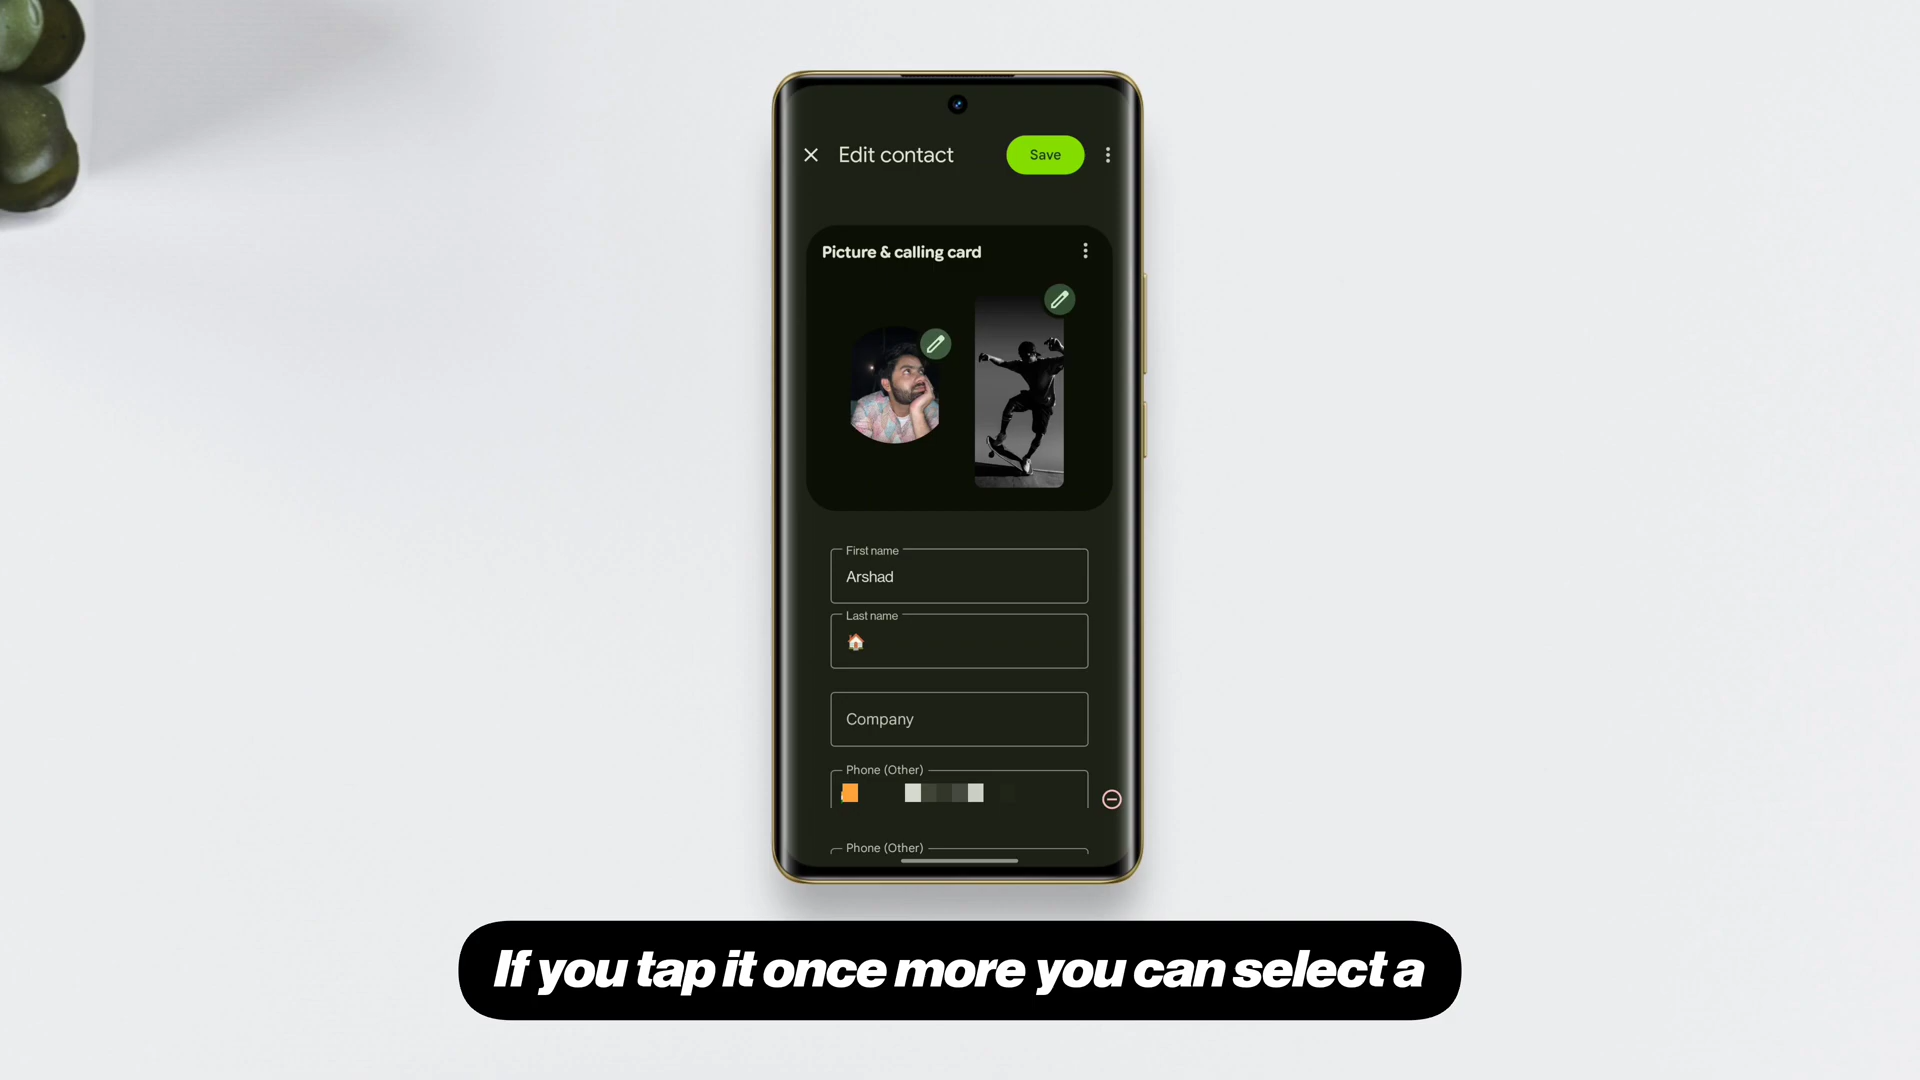 Edit contact
Save
Picture & calling card
First name
Arshad
Last name
Company
Phone (Other)
Phone (Other)
If you tap it once more you can select a